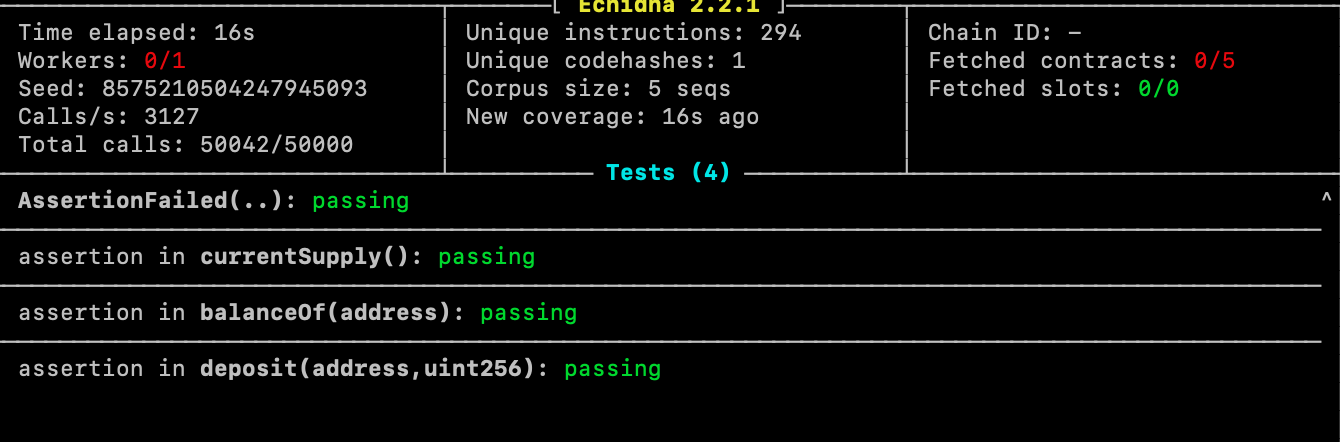 [ Echidna 2.2.1 ]
Time elapsed: 16s
Workers: 0/1
Seed: 8575210504247945093
Calls/s: 3127
Total calls: 50042/50000
Unique instructions: 294
Unique codehashes: 1
Corpus size: 5 seqs
New coverage: 16s ago
Chain ID: –
Fetched contracts: 0/5
Fetched slots: 0/0
Tests (4)
AssertionFailed(..): passing ^
assertion in currentSupply(): passing
assertion in balanceOf(address): passing
assertion in deposit(address,uint256): passing